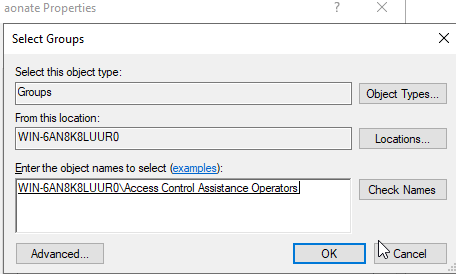 aonate Properties
Select Groups
Select this object type:
Groups
Object Types...
From this location:
WIN-6AN8K8LUUR0
Locations...
Enter the object names to select (examples):
WIN-6AN8K8LUUR0\Access Control Assistance Operators
Check Names
Advanced...
OK
Cancel